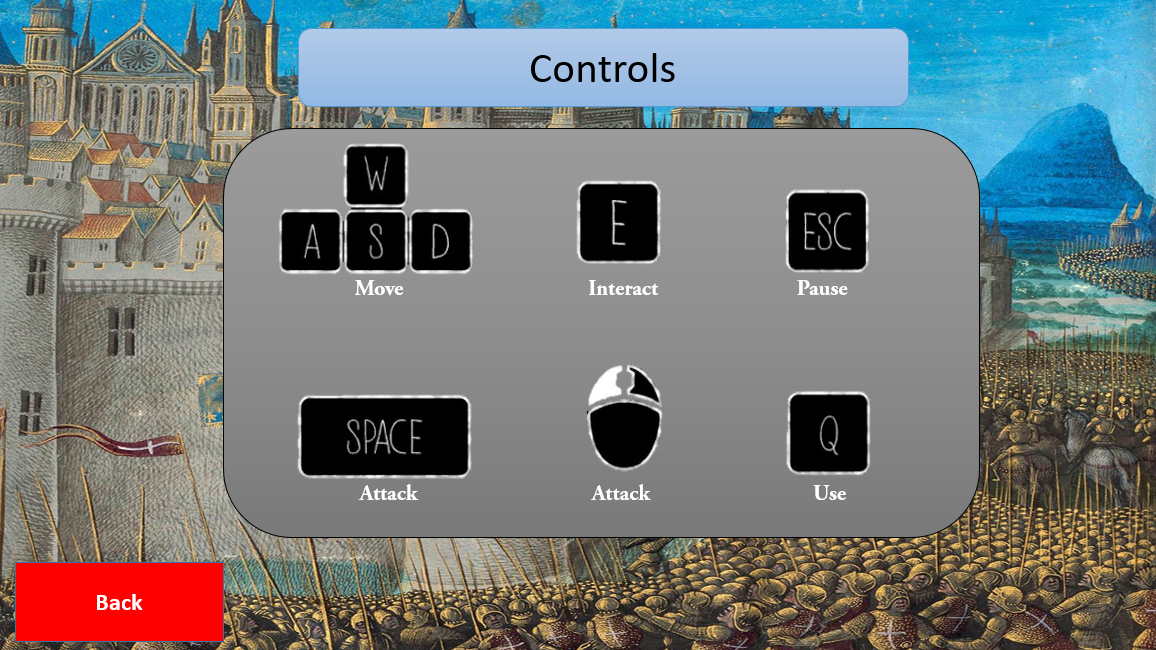 Controls
W
A S D
Move
E
Interact
ESC
Pause
SPACE
Attack
Attack
Q
Use
Back